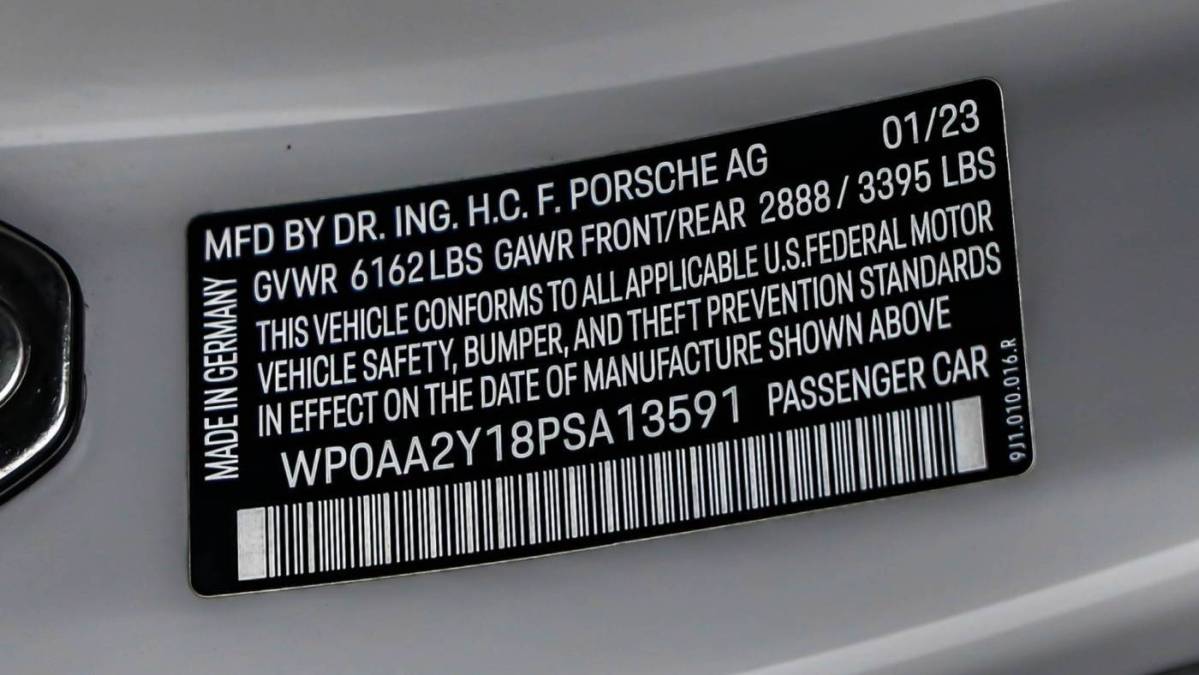 01/23
MFD BY DR. ING. H.C. F. PORSCHE AG
GVWR 6162 LBS GAWR FRONT/REAR 2888 / 3395 LBS
THIS VEHICLE CONFORMS TO ALL APPLICABLE U.S.FEDERAL MOTOR
VEHICLE SAFETY, BUMPER, AND THEFT PREVENTION STANDARDS
IN EFFECT ON THE DATE OF MANUFACTURE SHOWN ABOVE
WP0AA2Y18PSA13591 PASSENGER CAR
MADE IN GERMANY
9J1.010.016.R